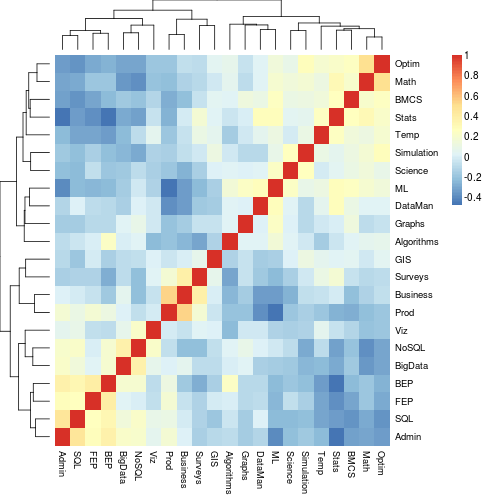 Optim
Math
BMCS
Stats
Temp
Simulation
Science
ML
DataMan
Graphs
Algorithms
GIS
Surveys
Business
Prod
Viz
NoSQL
BigData
BEP
FEP
SQL
Admin
1
0.8
0.6
0.4
0.2
0
-0.2
-0.4
Admin
SQL
FEP
BEP
BigData
NoSQL
Viz
Prod
Business
Surveys
GIS
Algorithms
Graphs
DataMan
ML
Science
Simulation
Temp
Stats
BMCS
Math
Optim